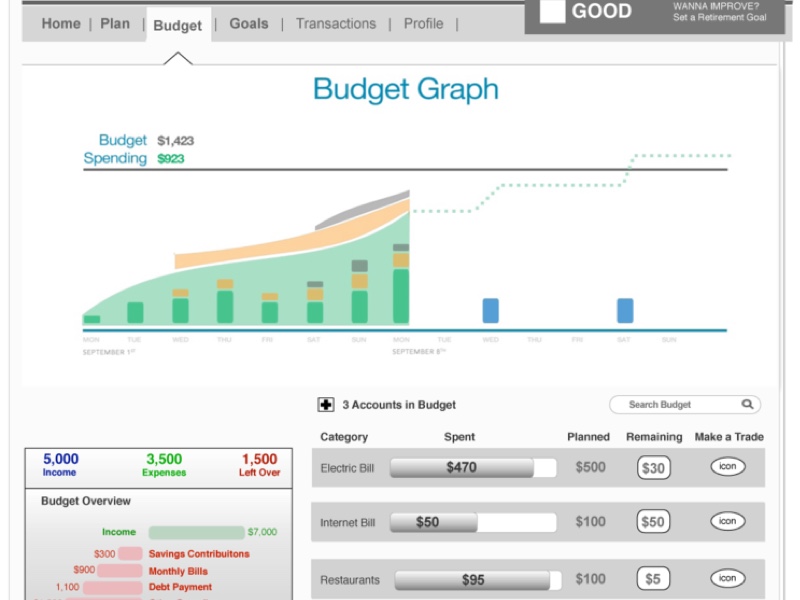 Home | Plan | Budget | Goals | Transactions | Profile |
GOOD
WANNA IMPROVE?
Set a Retirement Goal
Budget Graph
Budget $1,423
Spending $923
MON TUE WED THU FRI SAT SUN MON TUE WED THU FRI SAT SUN
SEPTEMBER 1ST SEPTEMBER 8TH
3 Accounts in Budget
Search Budget
Category Spent Planned Remaining Make a Trade
Electric Bill $470 $500 $30 icon
Internet Bill $50 $100 $50 icon
Restaurants $95 $100 $5 icon
5,000 3,500 1,500
Income Expenses Left Over
Budget Overview
Income $7,000
$300 Savings Contribuitons
$900 Monthly Bills
1,100 Debt Payment